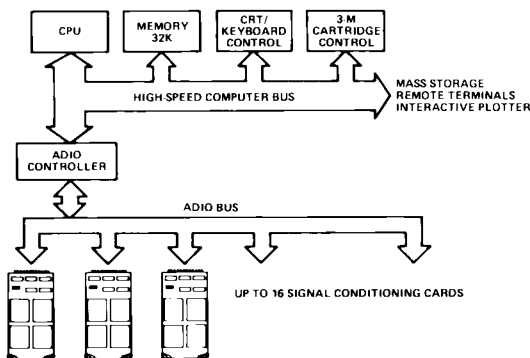 CPU
MEMORY
32K
CRT/
KEYBOARD
CONTROL
3-M
CARTRIDGE
CONTROL
HIGH-SPEED COMPUTER BUS
MASS STORAGE
REMOTE TERMINALS
INTERACTIVE PLOTTER
ADIO
CONTROLLER
ADIO BUS
UP TO 16 SIGNAL CONDITIONING CARDS